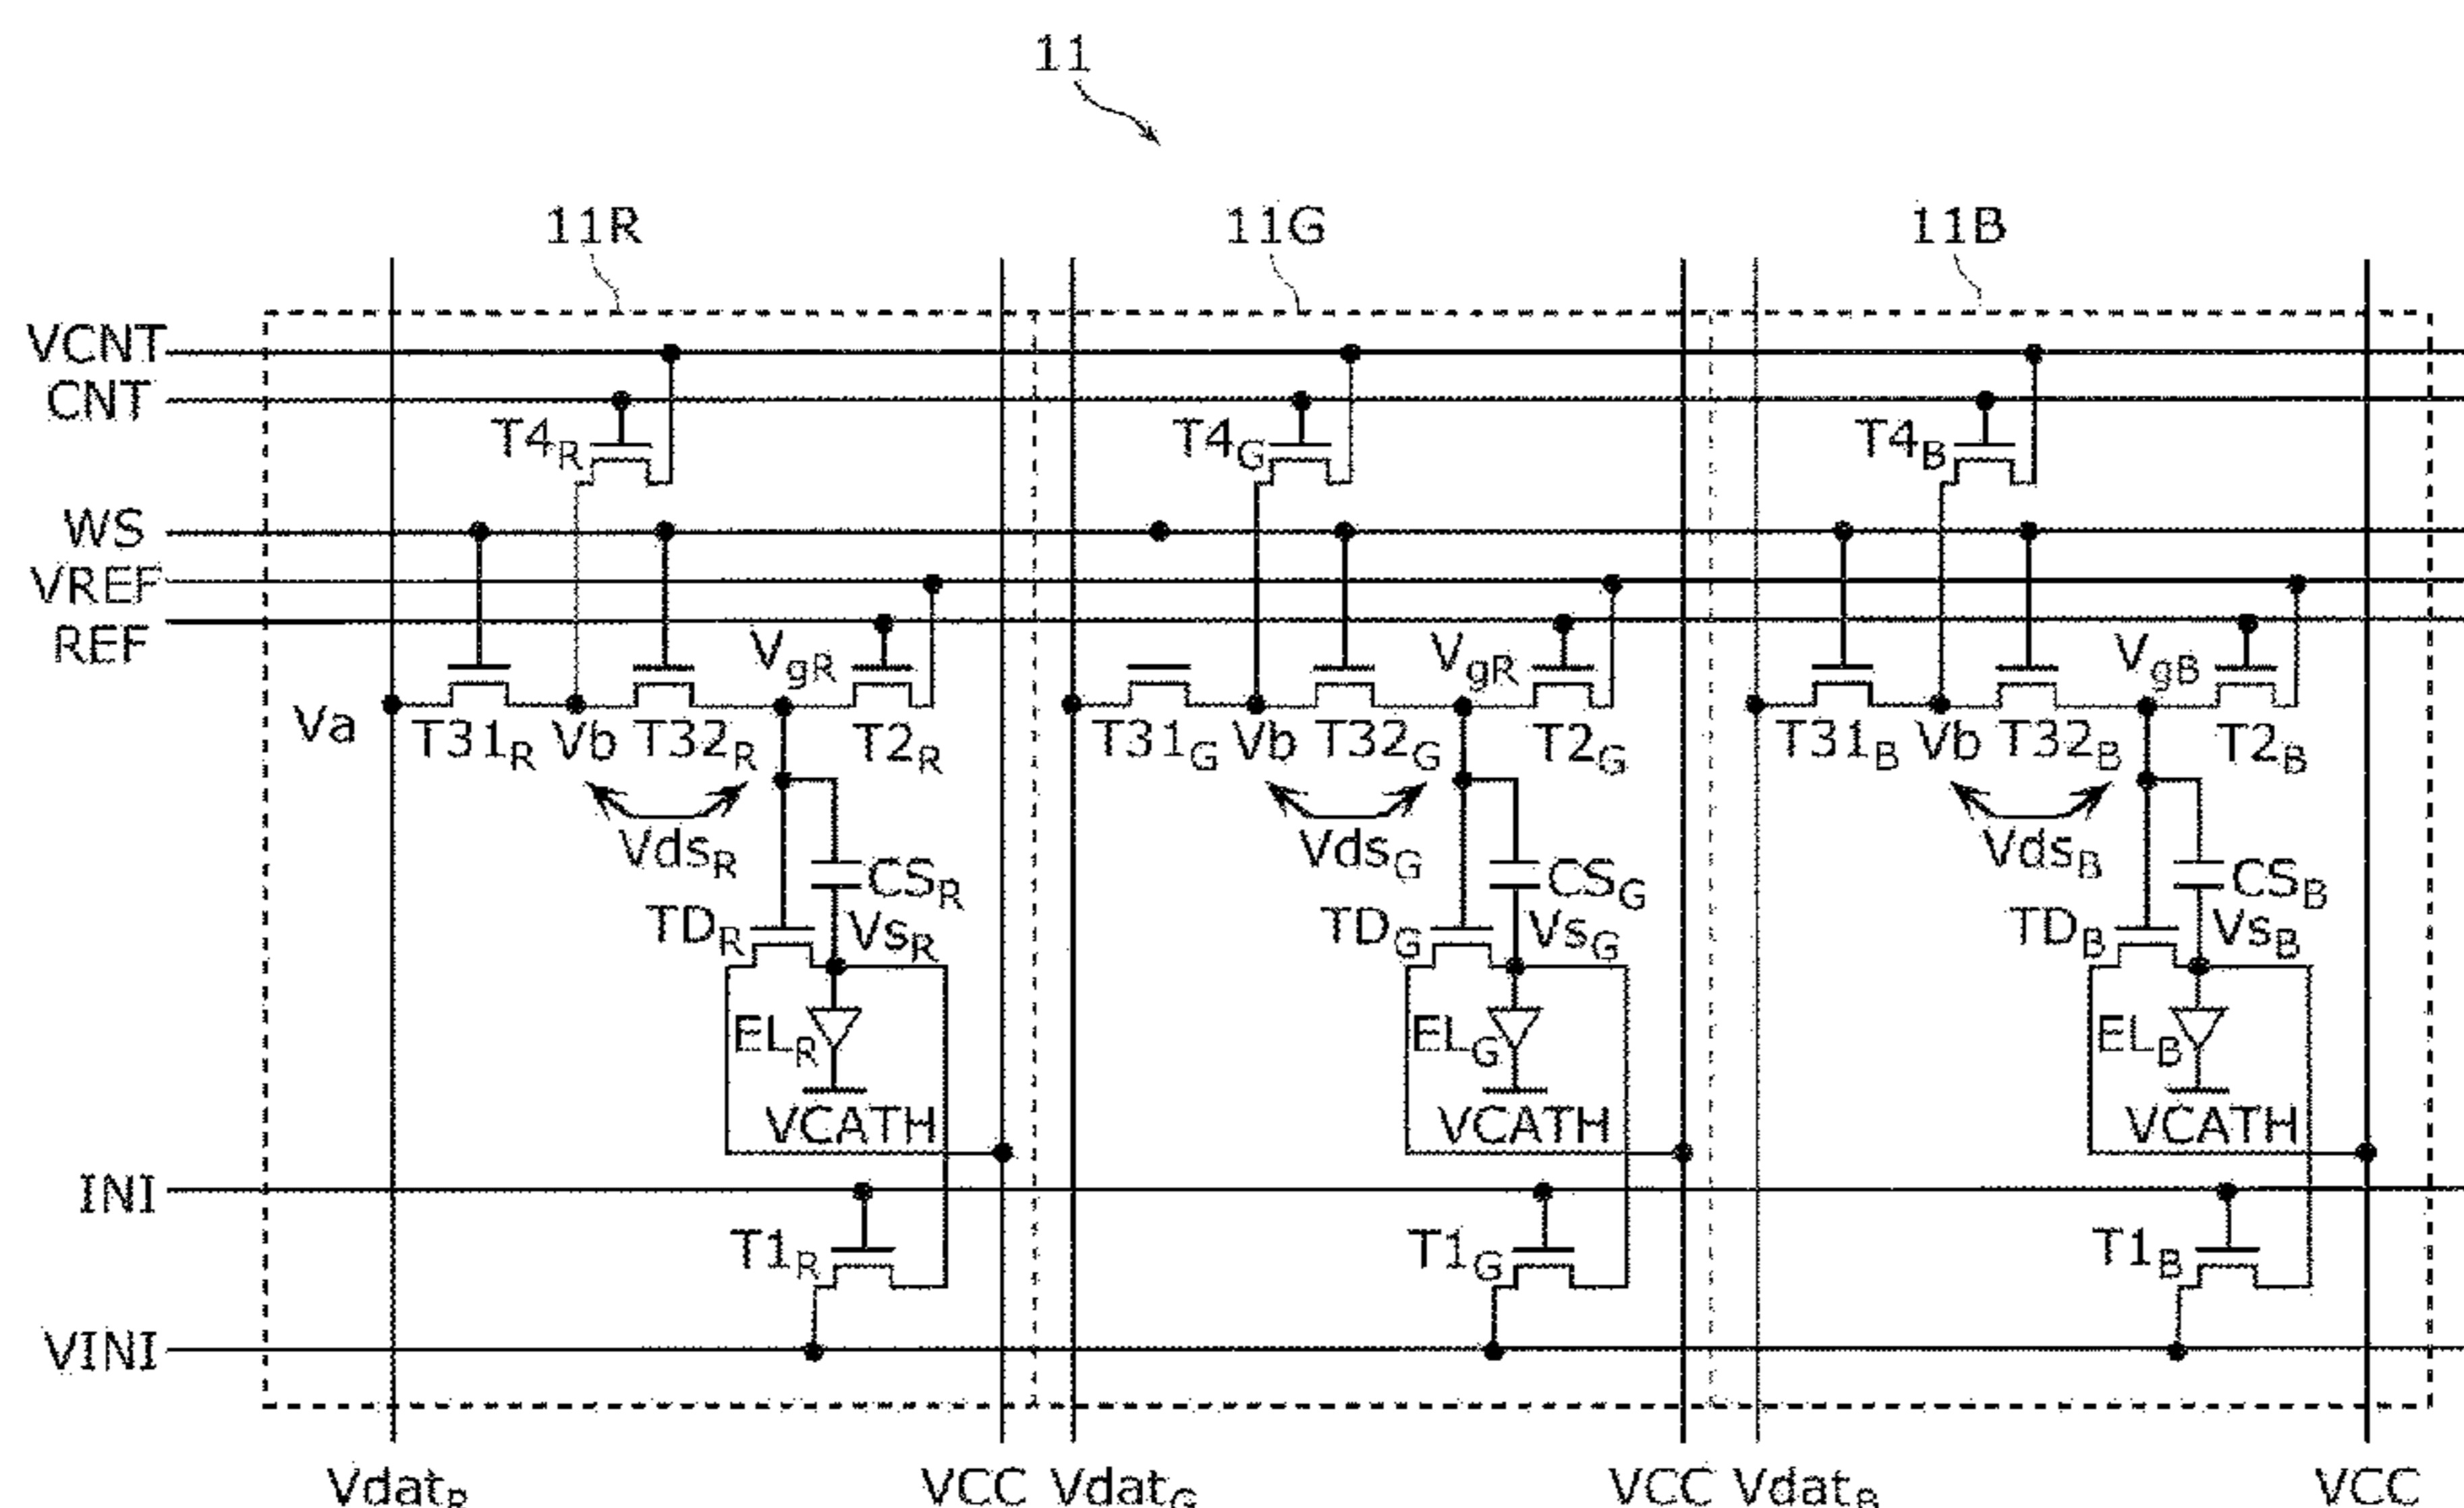 11
11R 11G 11B
VCNT
CNT
T4R T4G T4B
WS
VREF
REF
VgR VgR VgB
Va T31R Vb T32R T2R T31G Vb T32G T2G T31B Vb T32B T2B
VdsR VdsG VdsB
CSR CSG CSB
TDR VsR TDG VsG TDB VsB
ELR ELG ELB
VCATH VCATH VCATH
INI
T1R T1G T1B
VINI
VdatR VCC VdatG VCC VdatB VCC